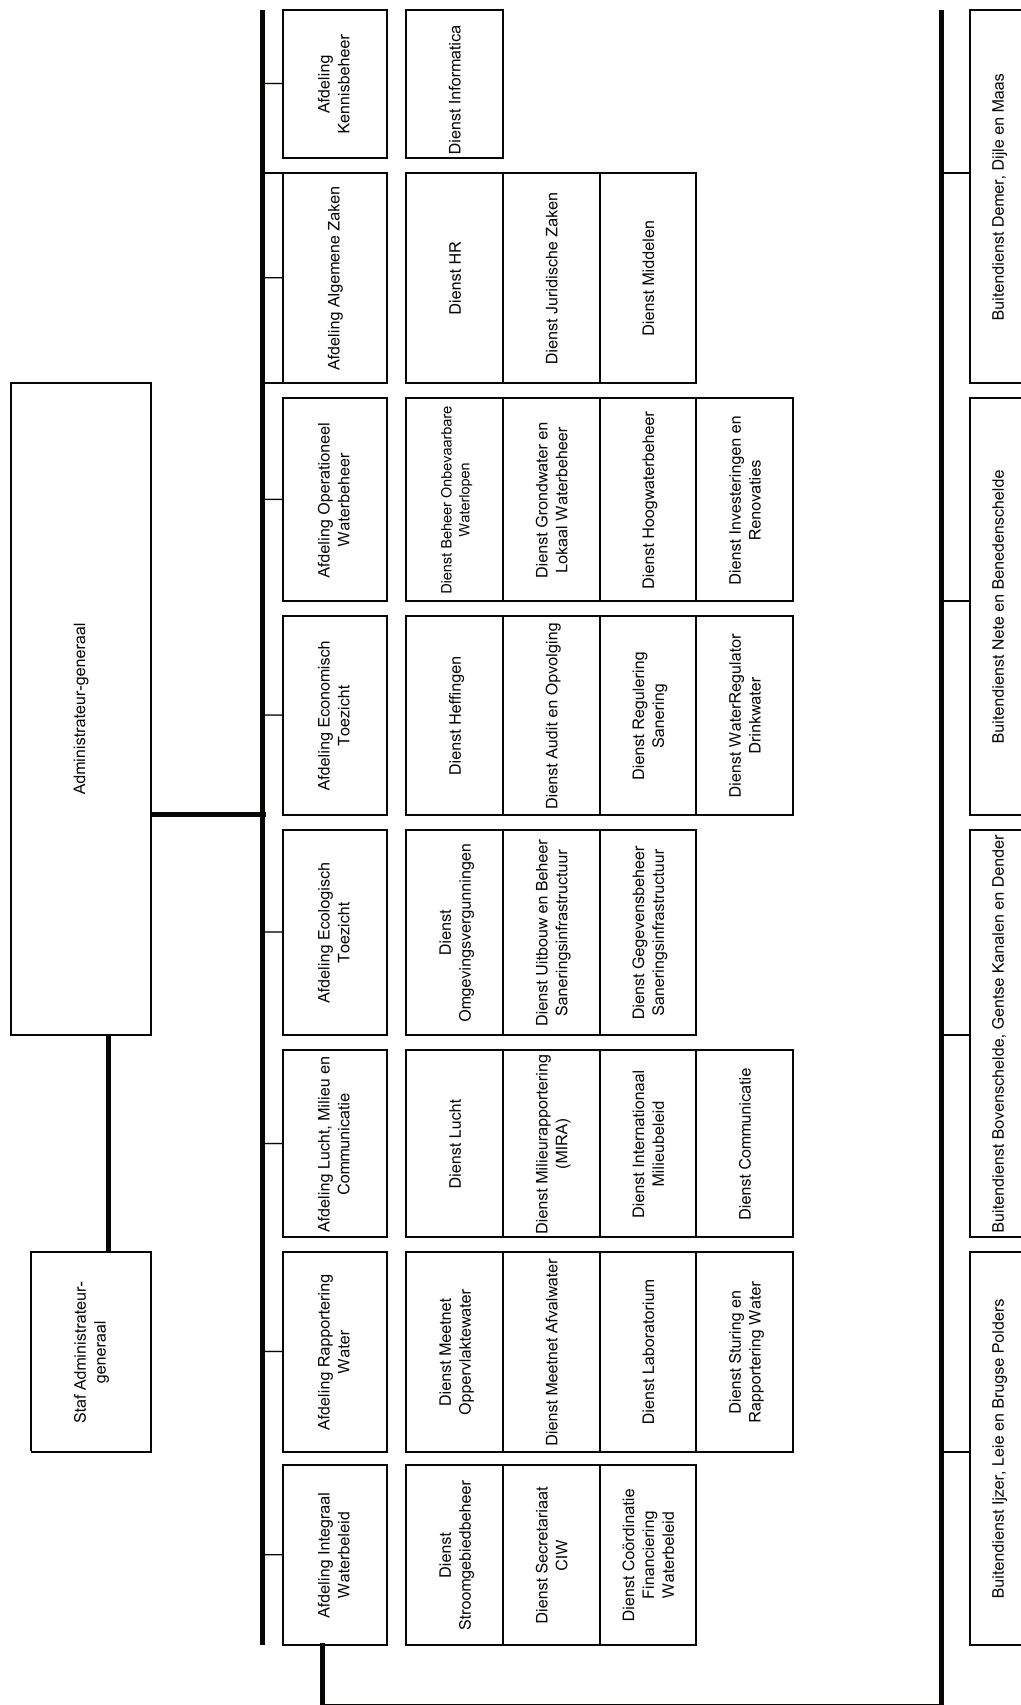 Administrateur-generaal
Staf Administrateur-
generaal
Afdeling Integraal
Waterbeleid
Dienst
Stroomgebiedbeheer
Dienst Secretariaat
CIW
Dienst Coördinatie
Financiering
Waterbeleid
Afdeling Rapportering
Water
Dienst Meetnet
Oppervlaktewater
Dienst Meetnet Afvalwater
Dienst Laboratorium
Dienst Sturing en
Rapportering Water
Afdeling Lucht, Milieu en
Communicatie
Dienst Lucht
Dienst Milieurapportering
(MIRA)
Dienst Internationaal
Milieubeleid
Dienst Communicatie
Afdeling Ecologisch
Toezicht
Dienst
Omgevingsvergunningen
Dienst Uitbouw en Beheer
Saneringsinfrastructuur
Dienst Gegevensbeheer
Saneringsinfrastructuur
Afdeling Economisch
Toezicht
Dienst Heffingen
Dienst Audit en Opvolging
Dienst Regulering
Sanering
Dienst WaterRegulator
Drinkwater
Afdeling Operationeel
Waterbeheer
Dienst Beheer Onbevaarbare
Waterlopen
Dienst Grondwater en
Lokaal Waterbeheer
Dienst Hoogwaterbeheer
Dienst Investeringen en
Renovaties
Afdeling Algemene Zaken
Dienst HR
Dienst Juridische Zaken
Dienst Middelen
Afdeling
Kennisbeheer
Dienst Informatica
Buitendienst Ijzer, Leie en Brugse Polders
Buitendienst Bovenschelde, Gentse Kanalen en Dender
Buitendienst Nete en Benedenschelde
Buitendienst Demer, Dijle en Maas